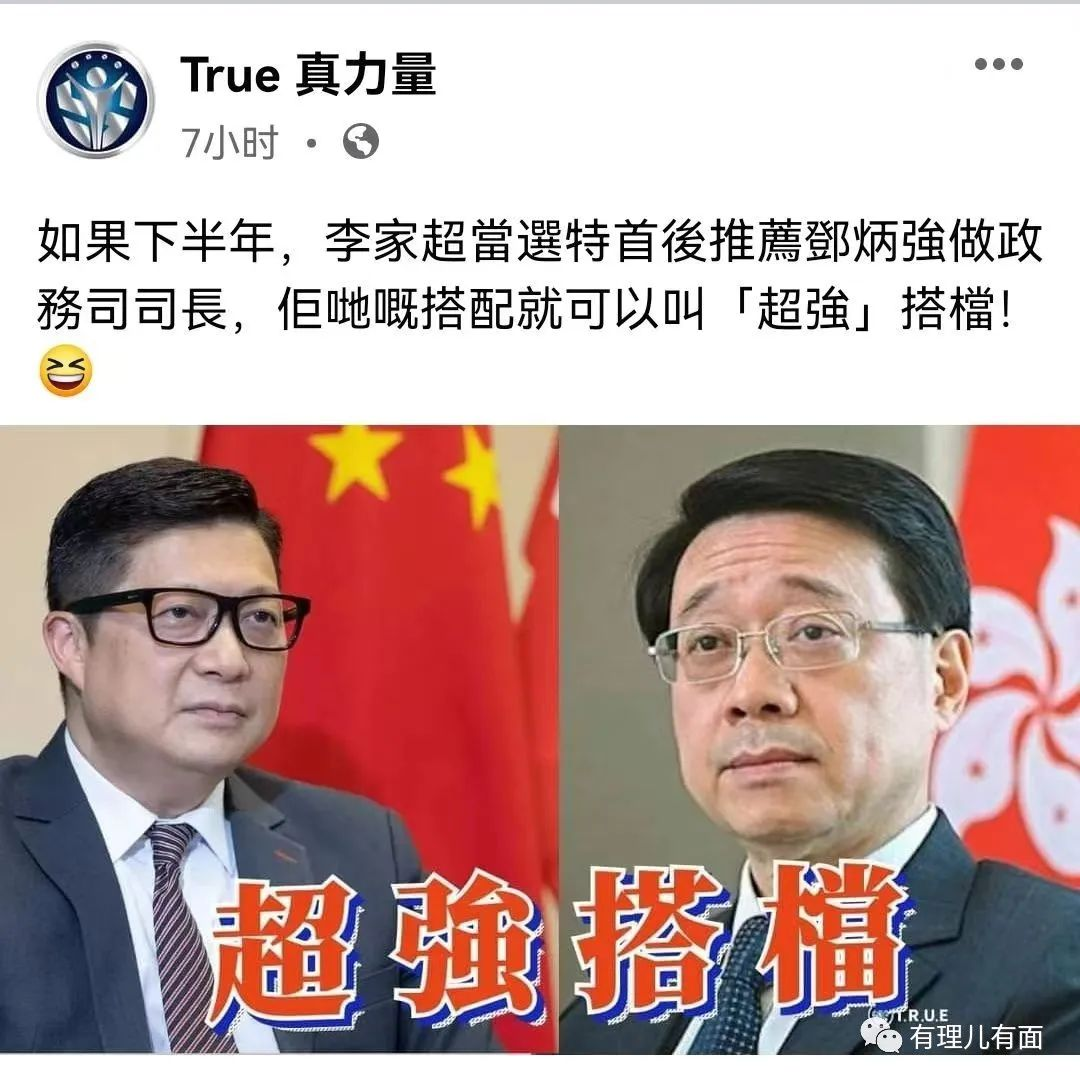 True 真力量
7小时
如果下半年，李家超當選特首後推薦鄧炳強做政
務司司長，佢哋嘅搭配就可以叫「超強」搭檔！
超強搭檔
T.R.U.E
有理儿有面